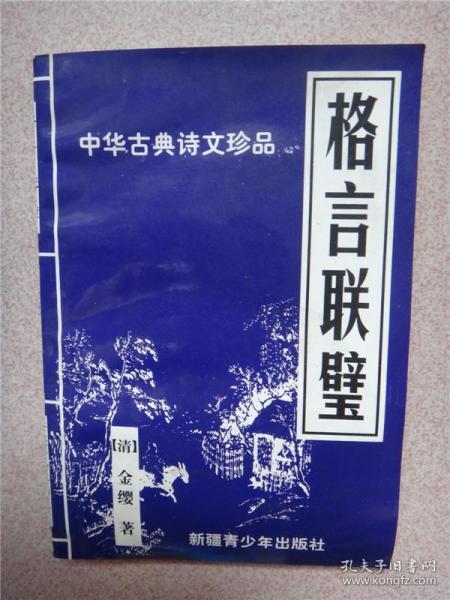 中华古典诗文珍品
格言联璧
【清】金缨 著
新疆青少年出版社
孔夫子旧书网
www.kongfz.com